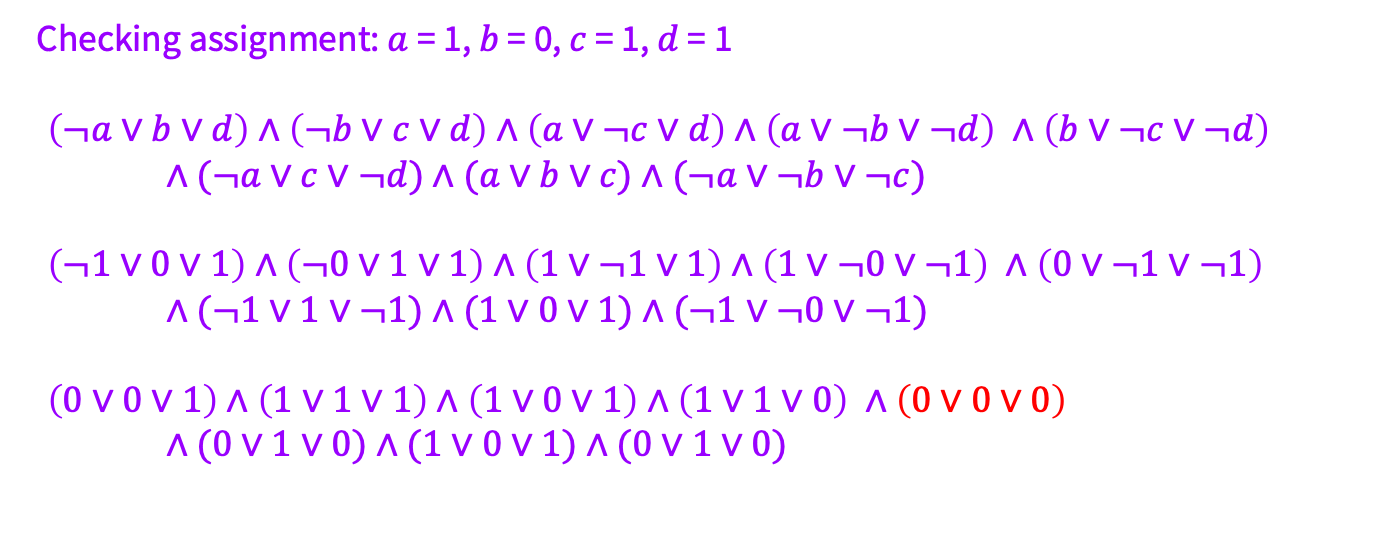 Checking assignment: a = 1, b = 0, c = 1, d = 1
(¬a ∨ b ∨ d) ∧ (¬b ∨ c ∨ d) ∧ (a ∨ ¬c ∨ d) ∧ (a ∨ ¬b ∨ ¬d) ∧ (b ∨ ¬c ∨ ¬d)
∧ (¬a ∨ c ∨ ¬d) ∧ (a ∨ b ∨ c) ∧ (¬a ∨ ¬b ∨ ¬c)
(¬1 ∨ 0 ∨ 1) ∧ (¬0 ∨ 1 ∨ 1) ∧ (1 ∨ ¬1 ∨ 1) ∧ (1 ∨ ¬0 ∨ ¬1) ∧ (0 ∨ ¬1 ∨ ¬1)
∧ (¬1 ∨ 1 ∨ ¬1) ∧ (1 ∨ 0 ∨ 1) ∧ (¬1 ∨ ¬0 ∨ ¬1)
(0 ∨ 0 ∨ 1) ∧ (1 ∨ 1 ∨ 1) ∧ (1 ∨ 0 ∨ 1) ∧ (1 ∨ 1 ∨ 0) ∧ (0 ∨ 0 ∨ 0)
∧ (0 ∨ 1 ∨ 0) ∧ (1 ∨ 0 ∨ 1) ∧ (0 ∨ 1 ∨ 0)